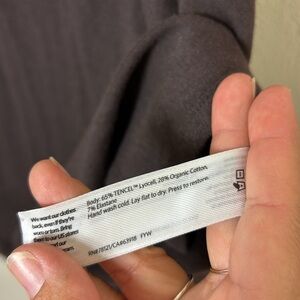 We want our clothes
back, even if they're
worn or torn. Bring
them to our US stores
Body: 65% TENCEL™ Lyocell, 28% Organic Cotton,
7% Elastane
Hand wash cold. Lay flat to dry. Press to restore.
FYW